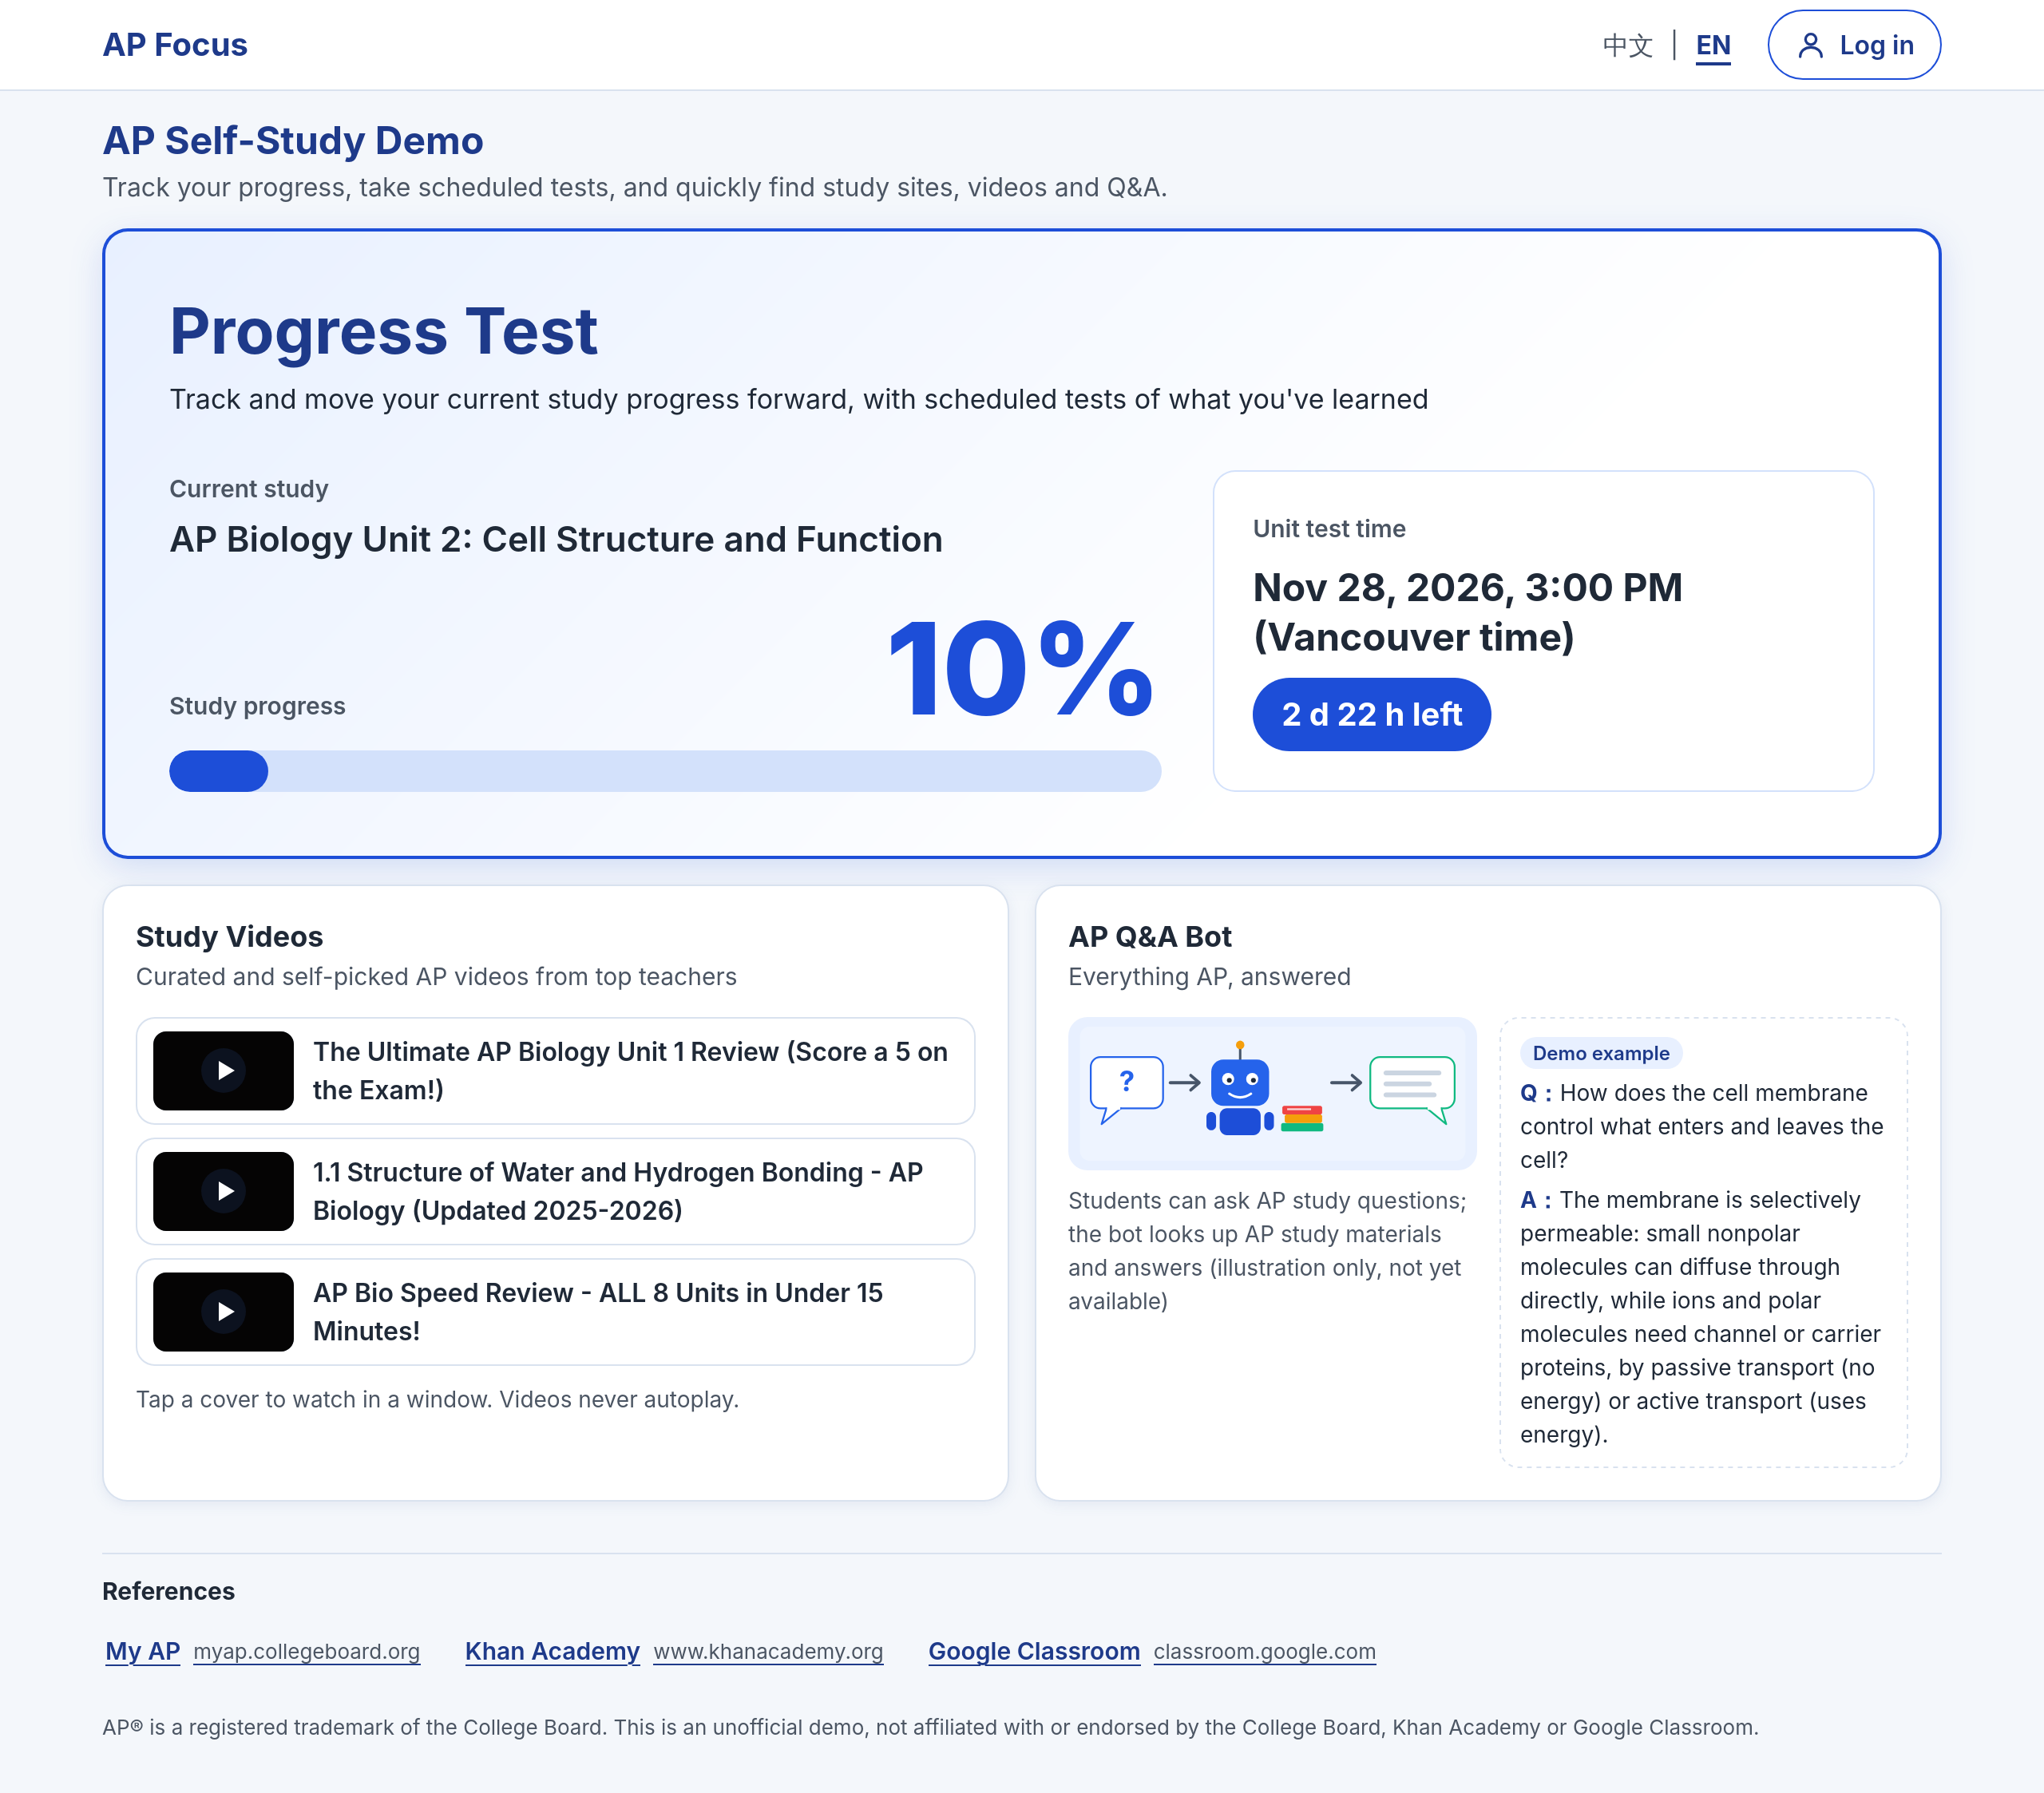 AP Focus
中文 | EN
Log in
AP Self-Study Demo
Track your progress, take scheduled tests, and quickly find study sites, videos and Q&A.
Progress Test
Track and move your current study progress forward, with scheduled tests of what you've learned
Current study
AP Biology Unit 2: Cell Structure and Function
Study progress
10%
Unit test time
Nov 28, 2026, 3:00 PM
(Vancouver time)
2 d 22 h left
Study Videos
Curated and self-picked AP videos from top teachers
The Ultimate AP Biology Unit 1 Review (Score a 5 on
the Exam!)
1.1 Structure of Water and Hydrogen Bonding - AP
Biology (Updated 2025-2026)
AP Bio Speed Review - ALL 8 Units in Under 15
Minutes!
Tap a cover to watch in a window. Videos never autoplay.
AP Q&A Bot
Everything AP, answered
?
Students can ask AP study questions;
the bot looks up AP study materials
and answers (illustration only, not yet
available)
Demo example
Q : How does the cell membrane
control what enters and leaves the
cell?
A : The membrane is selectively
permeable: small nonpolar
molecules can diffuse through
directly, while ions and polar
molecules need channel or carrier
proteins, by passive transport (no
energy) or active transport (uses
energy).
References
My AP myap.collegeboard.org Khan Academy www.khanacademy.org Google Classroom classroom.google.com
AP® is a registered trademark of the College Board. This is an unofficial demo, not affiliated with or endorsed by the College Board, Khan Academy or Google Classroom.